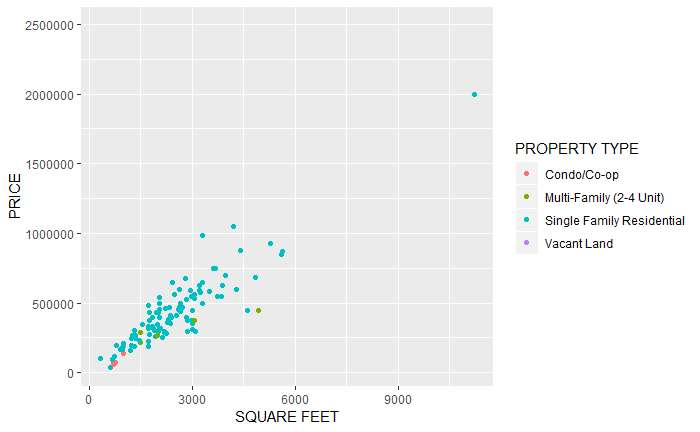 2500000
2000000
1500000
1000000
500000
0
PRICE
0 3000 6000 9000
SQUARE FEET
PROPERTY TYPE
Condo/Co-op
Multi-Family (2-4 Unit)
Single Family Residential
Vacant Land